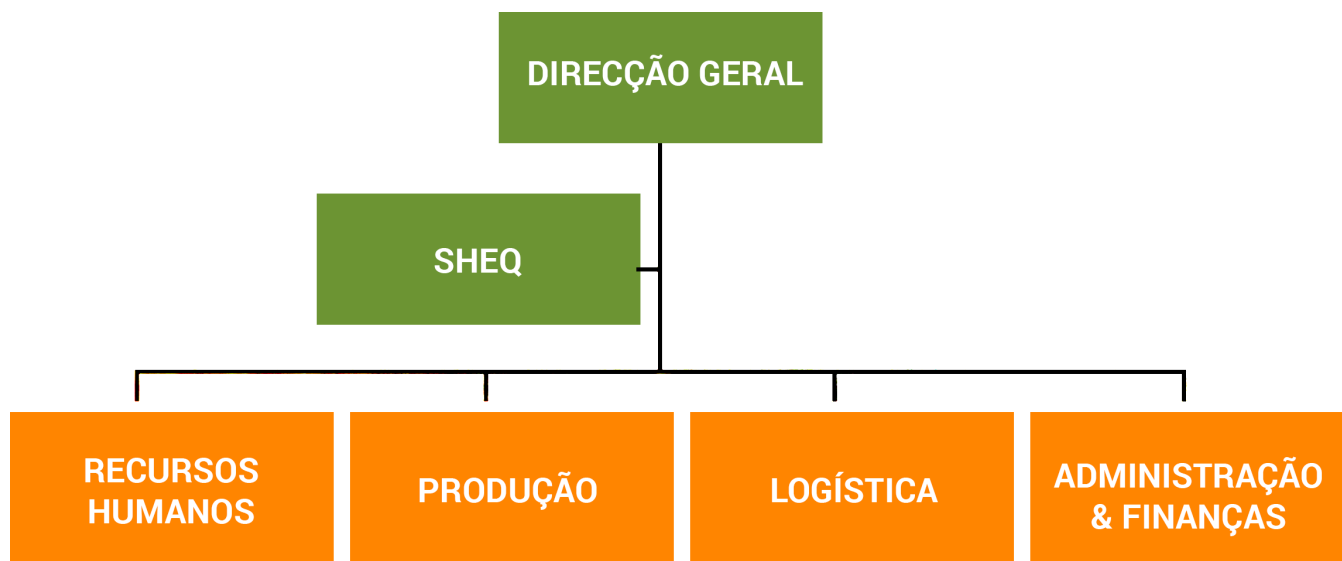 DIRECÇÃO GERAL
SHEQ
RECURSOS
HUMANOS
PRODUÇÃO
LOGÍSTICA
ADMINISTRAÇÃO
& FINANÇAS